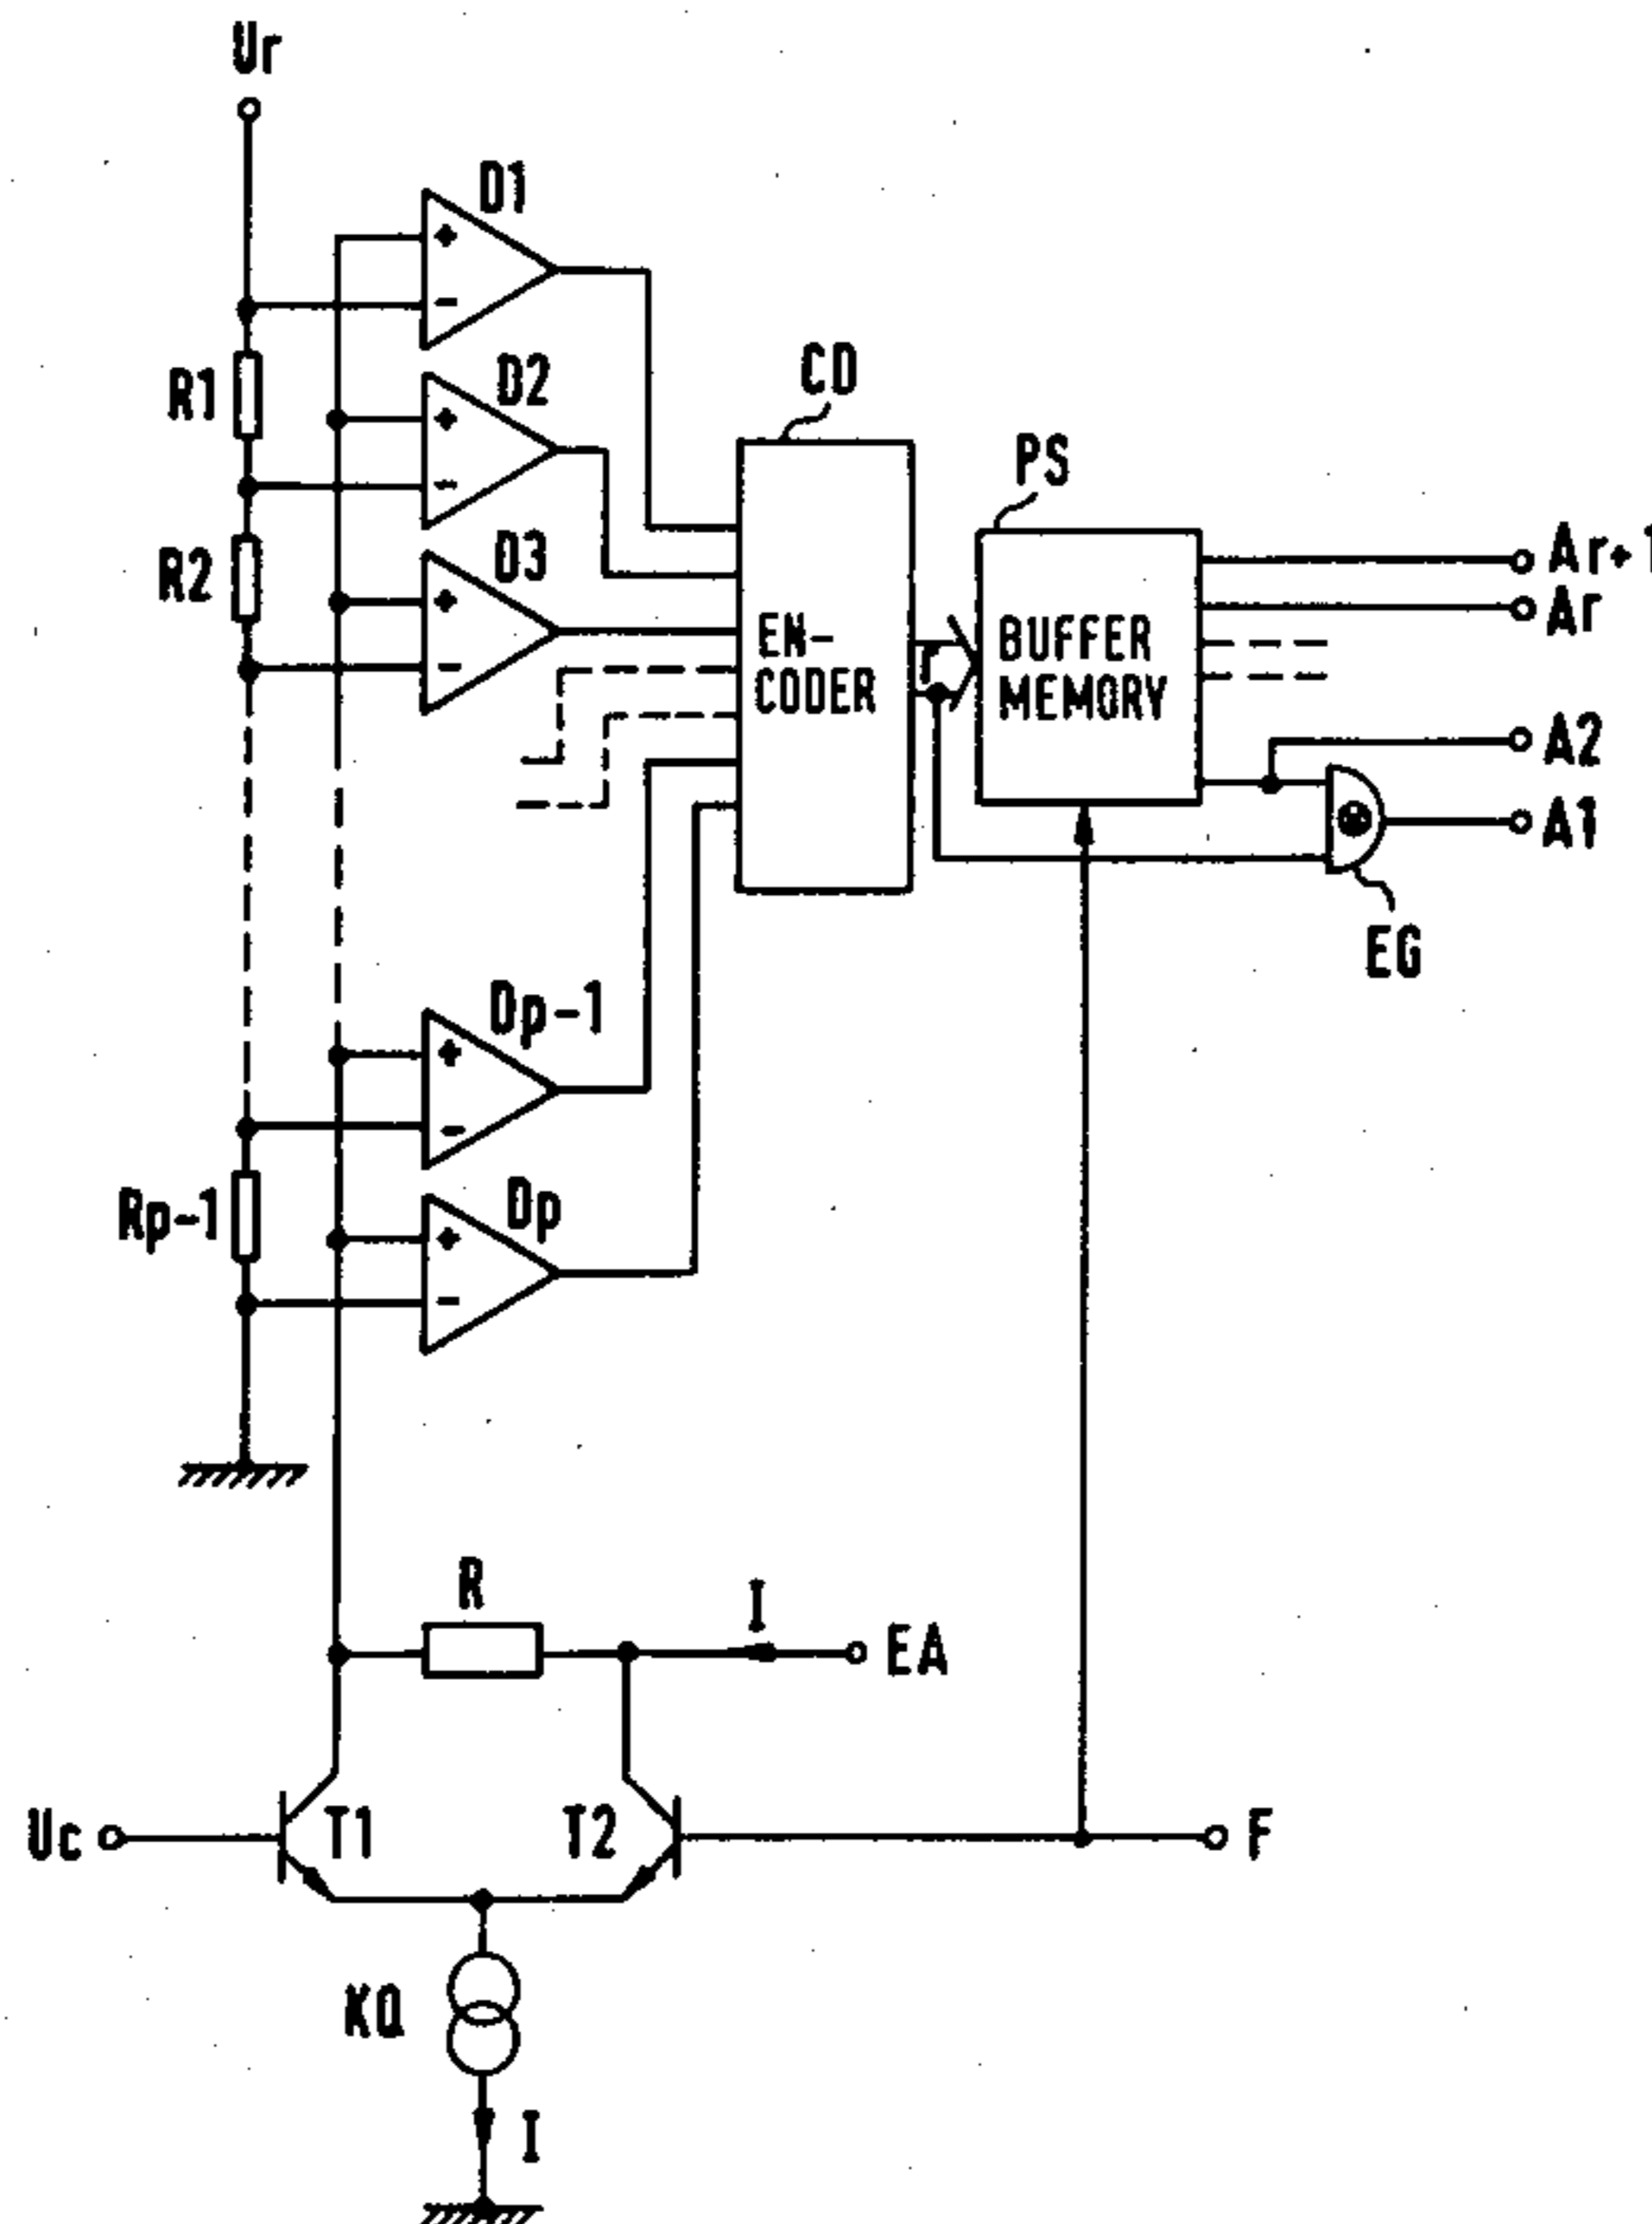 Ur
D1
R1
D2
CD
PS
R2
D3
Ar+1
Ar
EN-
CODER
r
BUFFER
MEMORY
A2
A1
EG
Dp-1
Rp-1
Dp
R
I
EA
Uc
T1
T2
F
KQ
I